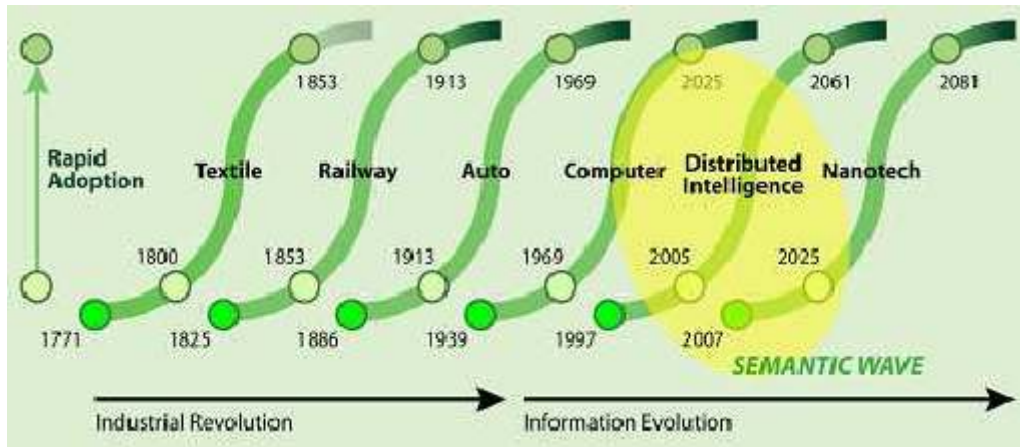 1853 1913 1969 2025 2061 2081
Rapid
Adoption
Textile Railway Auto Computer Distributed
Intelligence Nanotech
1800 1853 1913 1969 2005 2025
1771 1825 1886 1939 1997 2007
SEMANTIC WAVE
Industrial Revolution Information Evolution